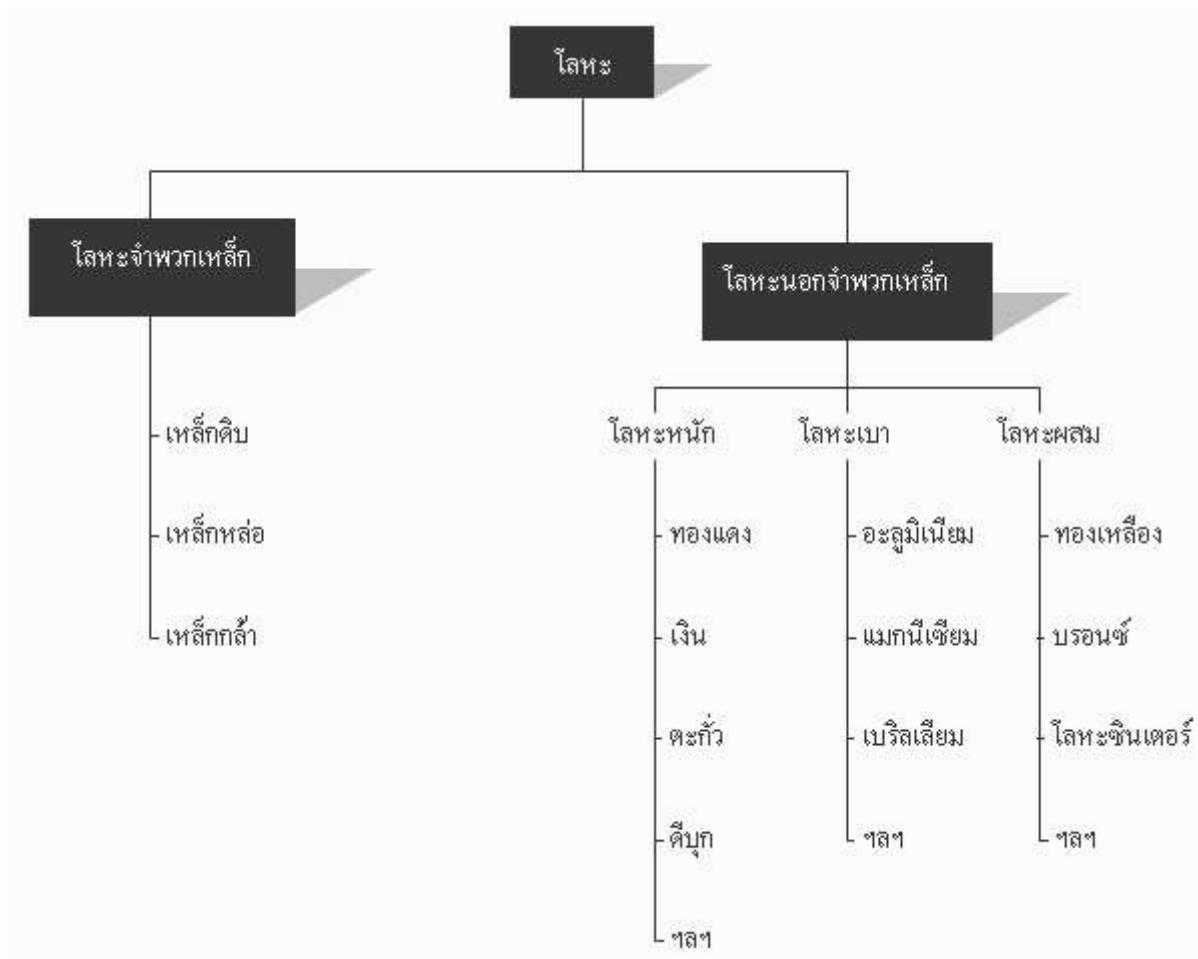 โลหะ
โลหะจำพวกเหล็ก
โลหะนอกจำพวกเหล็ก
เหล็กดิบ
เหล็กหล่อ
เหล็กกล้า
โลหะหนัก
ทองแดง
เงิน
ตะกั่ว
ดีบุก
ฯลฯ
โลหะเบา
อะลูมิเนียม
แมกนีเซียม
เบริลเลียม
ฯลฯ
โลหะผสม
ทองเหลือง
บรอนซ์
โลหะซินเตอร์
ฯลฯ